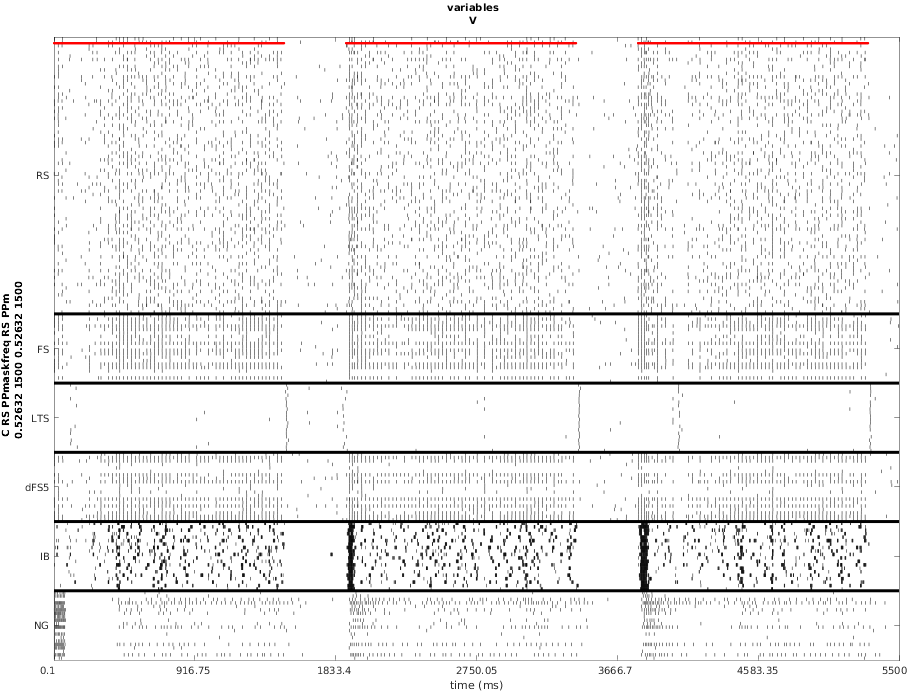 variables
V
C RS PPmaskfreq RS PPm
0.52632 1500 0.52632 1500
RS
FS
LTS
dFS5
IB
NG
0.1
916.75
1833.4
2750.05
3666.7
4583.35
5500
time (ms)